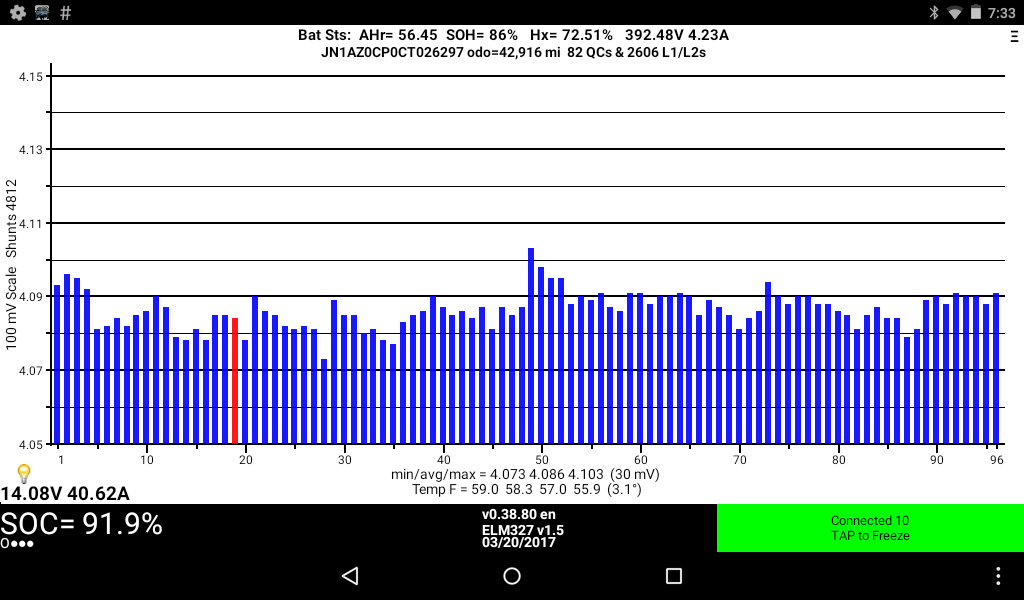 # 7:33
Bat Sts: AHr= 56.45 SOH= 86% Hx= 72.51% 392.48V 4.23A
JN1AZ0CP0CT026297 odo=42,916 mi 82 QCs & 2606 L1/L2s
100 mV Scale Shunts 4812
4.15
4.13
4.11
4.09
4.07
4.05
1 10 20 30 40 50 60 70 80 90 96
min/avg/max = 4.073 4.086 4.103 (30 mV)
Temp F = 59.0 58.3 57.0 55.9 (3.1°)
14.08V 40.62A
SOC= 91.9%
v0.38.80 en
ELM327 v1.5
03/20/2017
Connected 10
TAP to Freeze